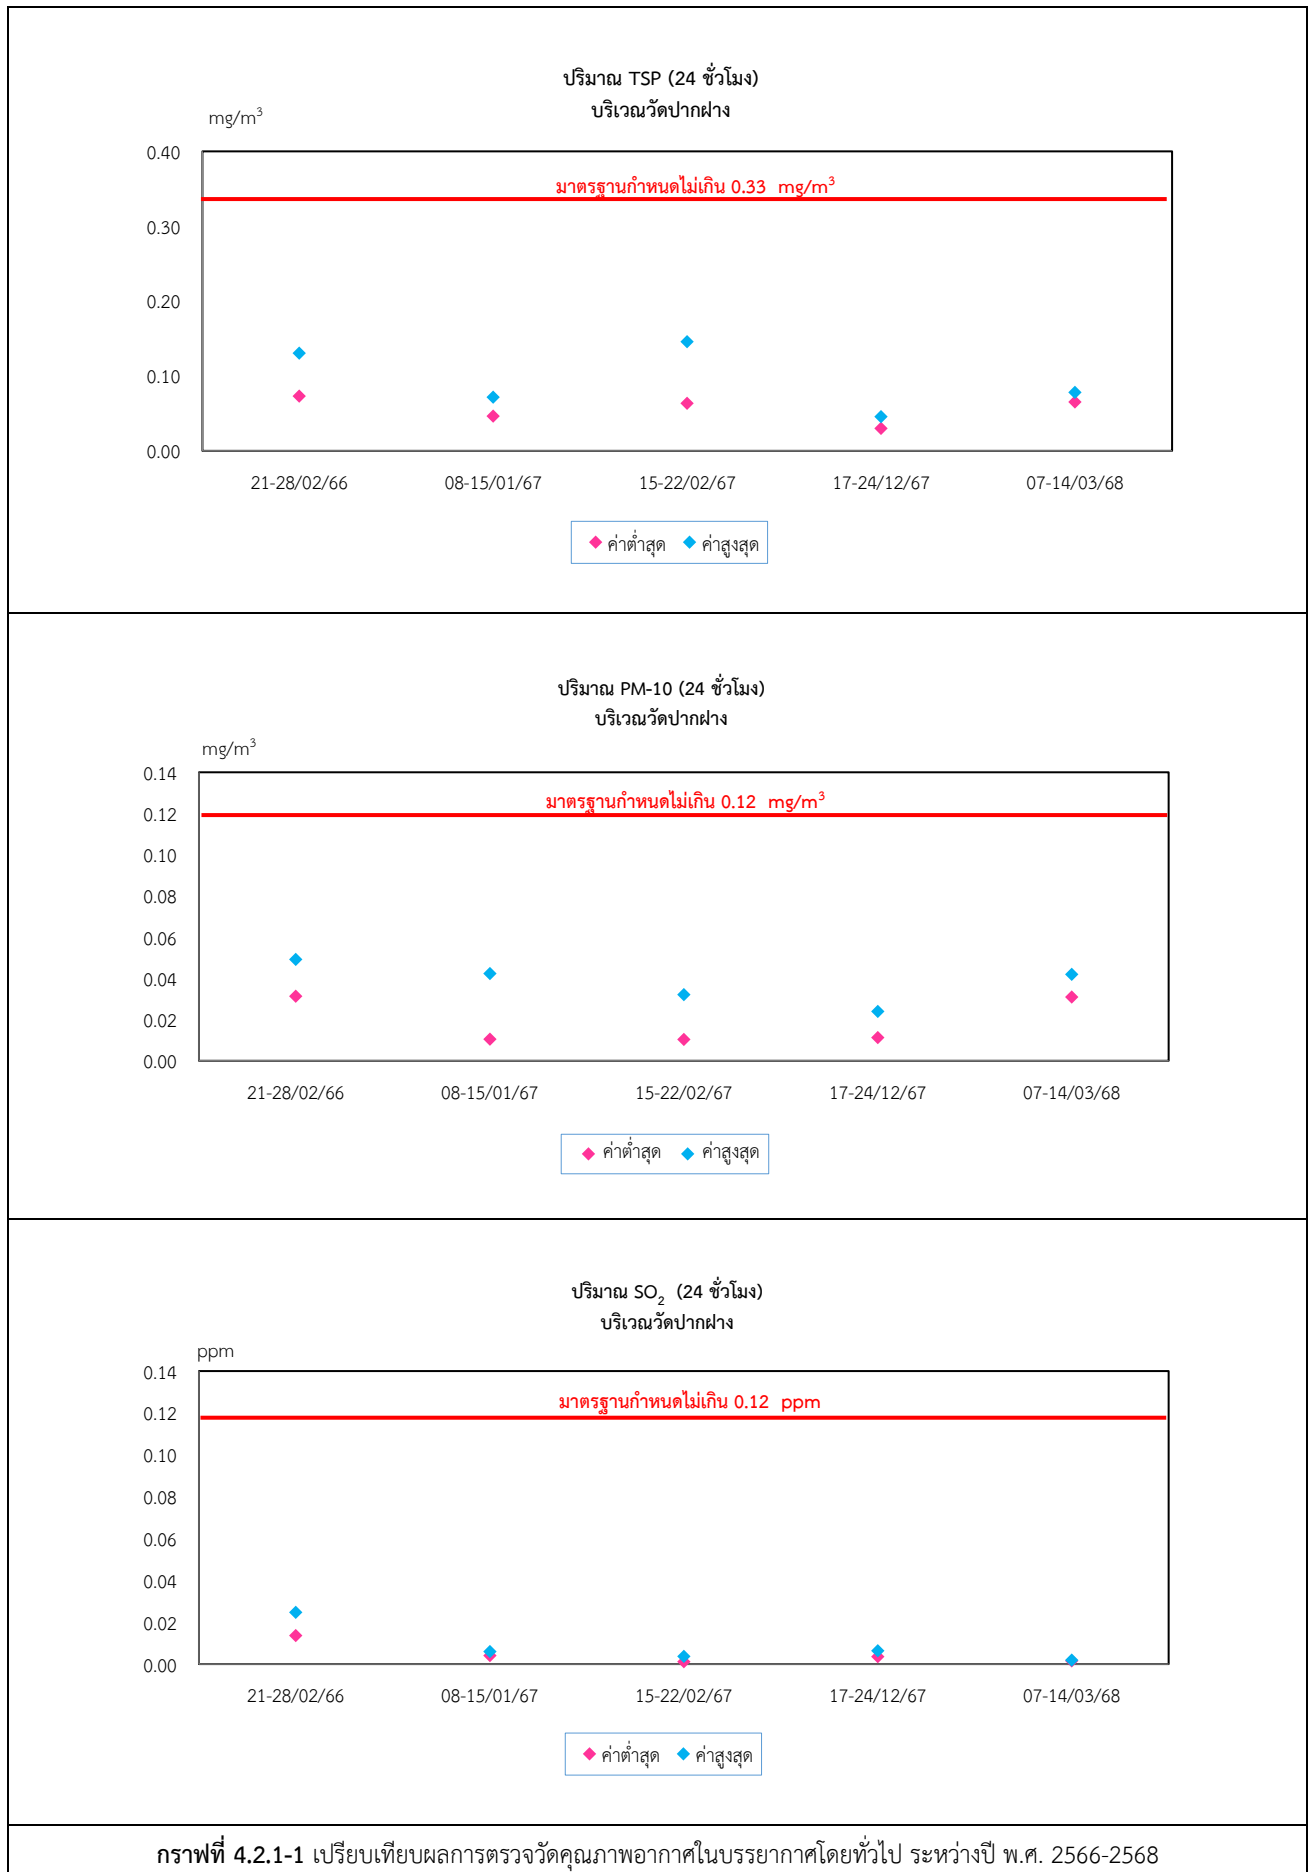 ปริมาณ TSP (24 ชั่วโมง)
บริเวณวัดปากฝาง
mg/m³
0.40
มาตรฐานกำหนดไม่เกิน 0.33 mg/m³
0.30
0.20
0.10
0.00
21-28/02/66 08-15/01/67 15-22/02/67 17-24/12/67 07-14/03/68
ค่าต่ำสุด ค่าสูงสุด
ปริมาณ PM-10 (24 ชั่วโมง)
บริเวณวัดปากฝาง
mg/m³
0.14
มาตรฐานกำหนดไม่เกิน 0.12 mg/m³
0.12
0.10
0.08
0.06
0.04
0.02
0.00
21-28/02/66 08-15/01/67 15-22/02/67 17-24/12/67 07-14/03/68
ค่าต่ำสุด ค่าสูงสุด
ปริมาณ SO₂ (24 ชั่วโมง)
บริเวณวัดปากฝาง
ppm
0.14
มาตรฐานกำหนดไม่เกิน 0.12 ppm
0.12
0.10
0.08
0.06
0.04
0.02
0.00
21-28/02/66 08-15/01/67 15-22/02/67 17-24/12/67 07-14/03/68
ค่าต่ำสุด ค่าสูงสุด
กราฟที่ 4.2.1-1 เปรียบเทียบผลการตรวจวัดคุณภาพอากาศในบรรยากาศโดยทั่วไป ระหว่างปี พ.ศ. 2566-2568